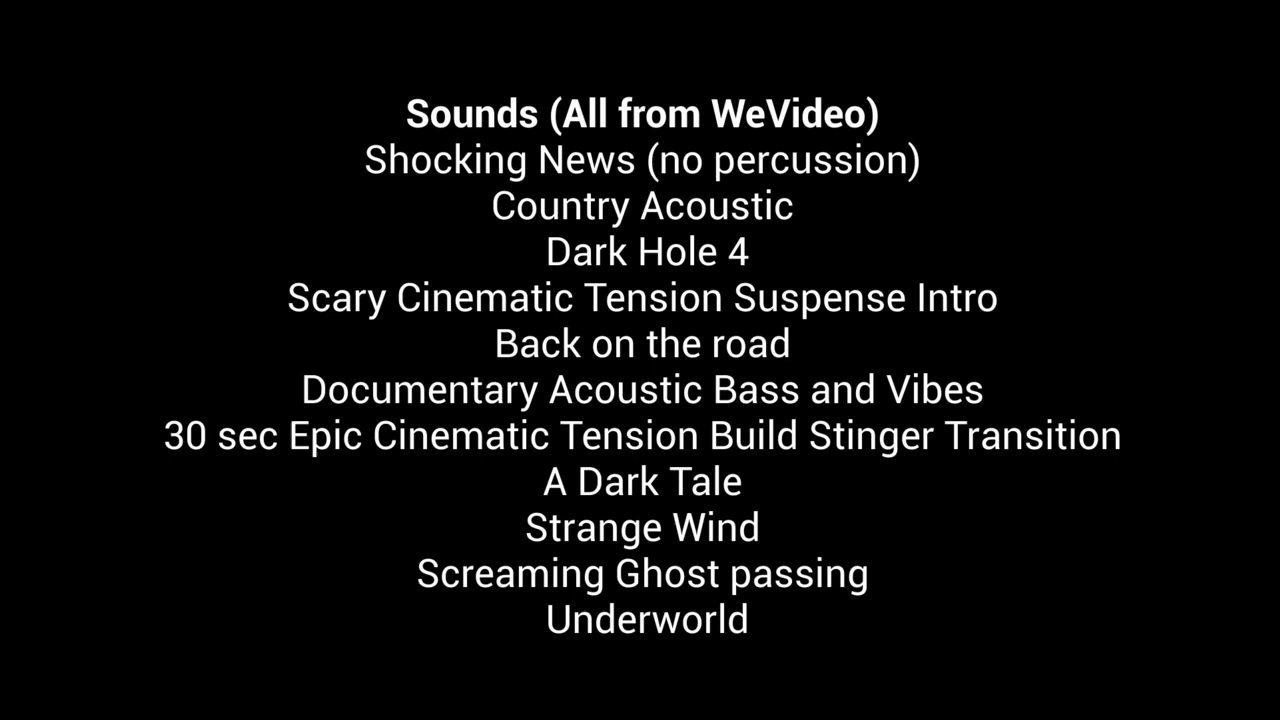 Sounds (All from WeVideo)
Shocking News (no percussion)
Country Acoustic
Dark Hole 4
Scary Cinematic Tension Suspense Intro
Back on the road
Documentary Acoustic Bass and Vibes
30 sec Epic Cinematic Tension Build Stinger Transition
A Dark Tale
Strange Wind
Screaming Ghost passing
Underworld